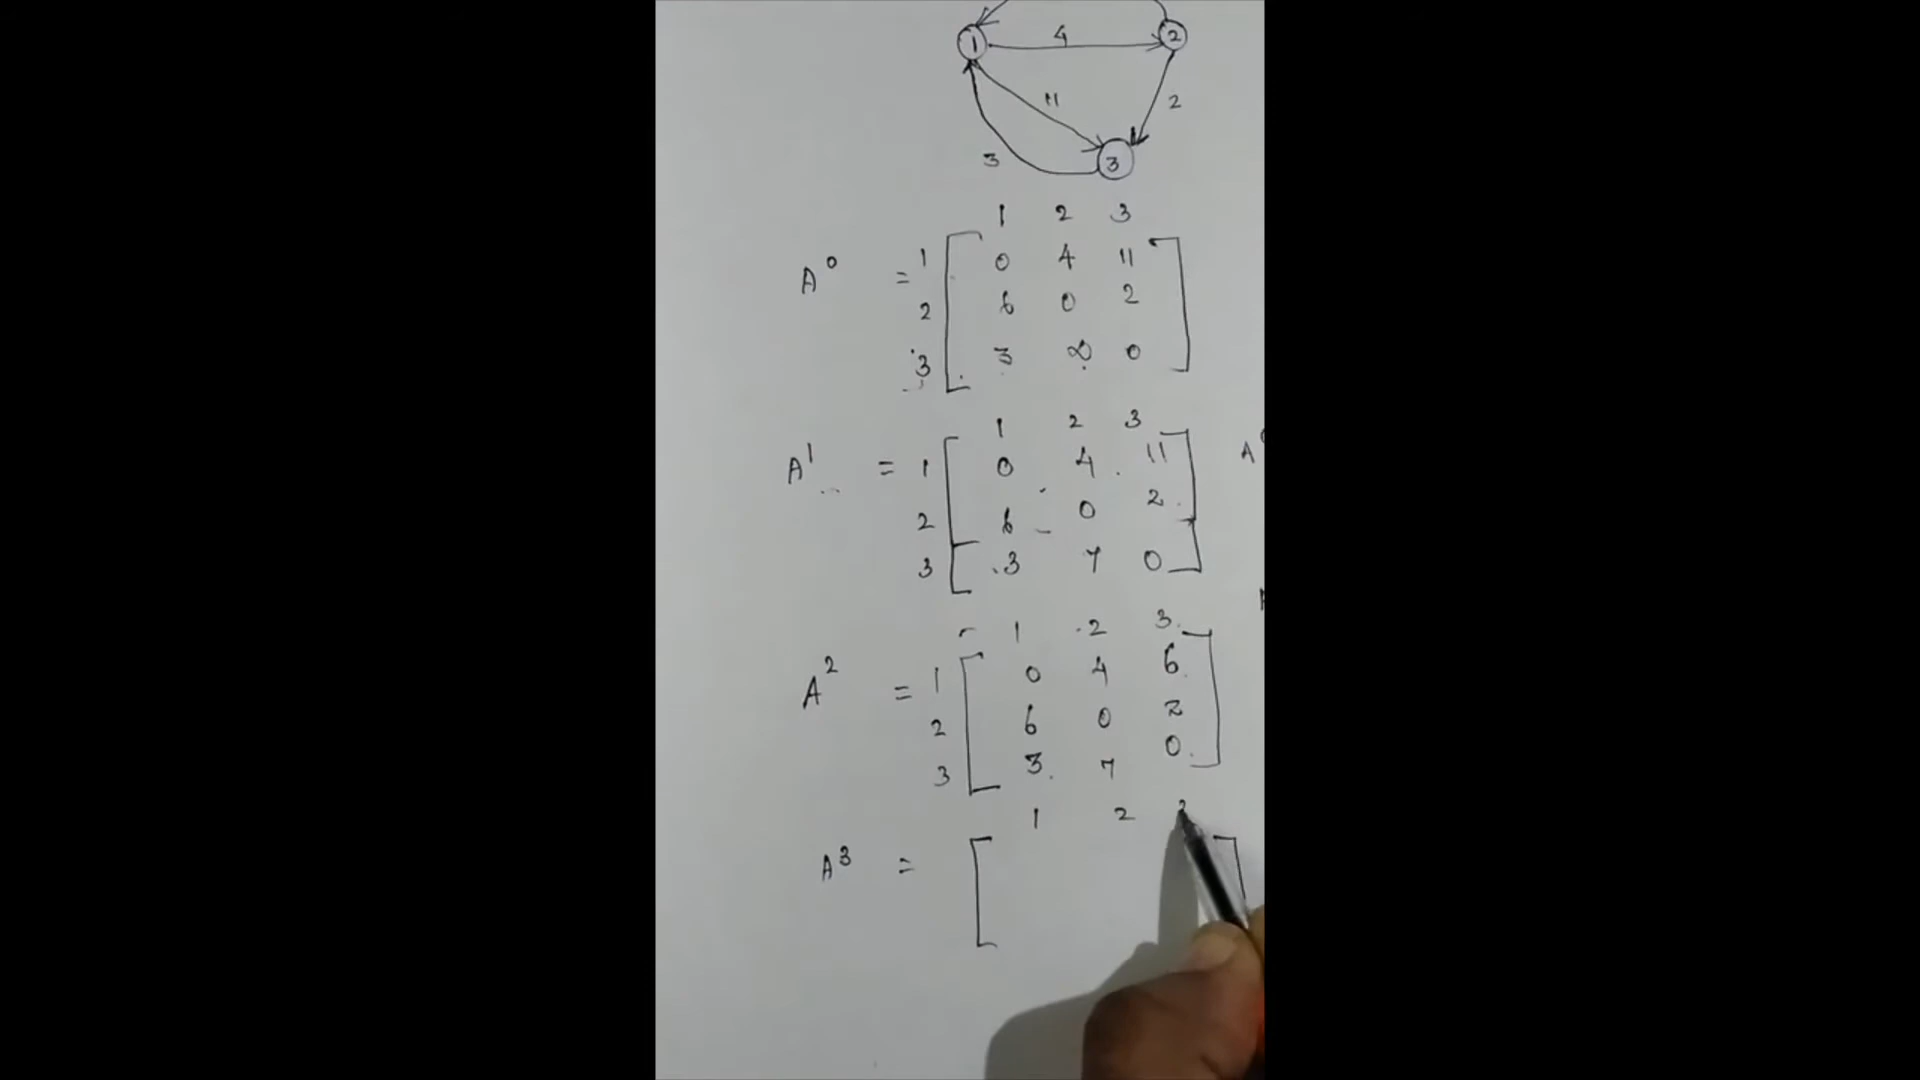 1 4 2
11 2
3 3
1 2 3
A⁰ = 1 0 4 11
2 6 0 2
3 3 ∞ 0
1 2 3
A¹ = 1 0 4 11
2 6 0 2
3 3 7 0
1 2 3
A² = 1 0 4 6
2 6 0 2
3 3 7 0
1 2
A³ =